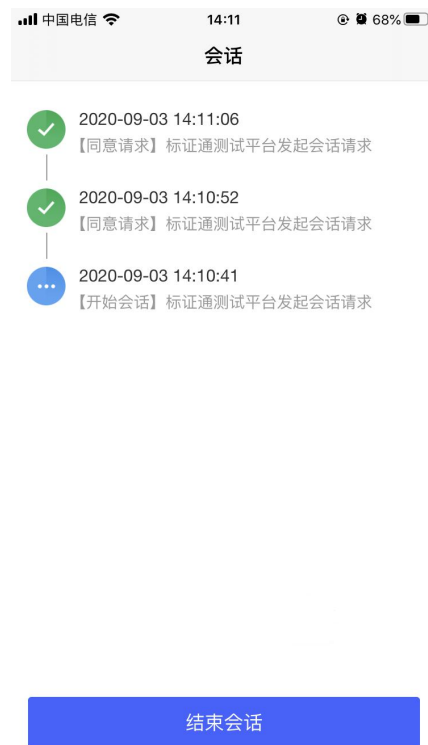 中国电信 14:11 68%
会话
2020-09-03 14:11:06
【同意请求】标证通测试平台发起会话请求
2020-09-03 14:10:52
【同意请求】标证通测试平台发起会话请求
2020-09-03 14:10:41
【开始会话】标证通测试平台发起会话请求
结束会话